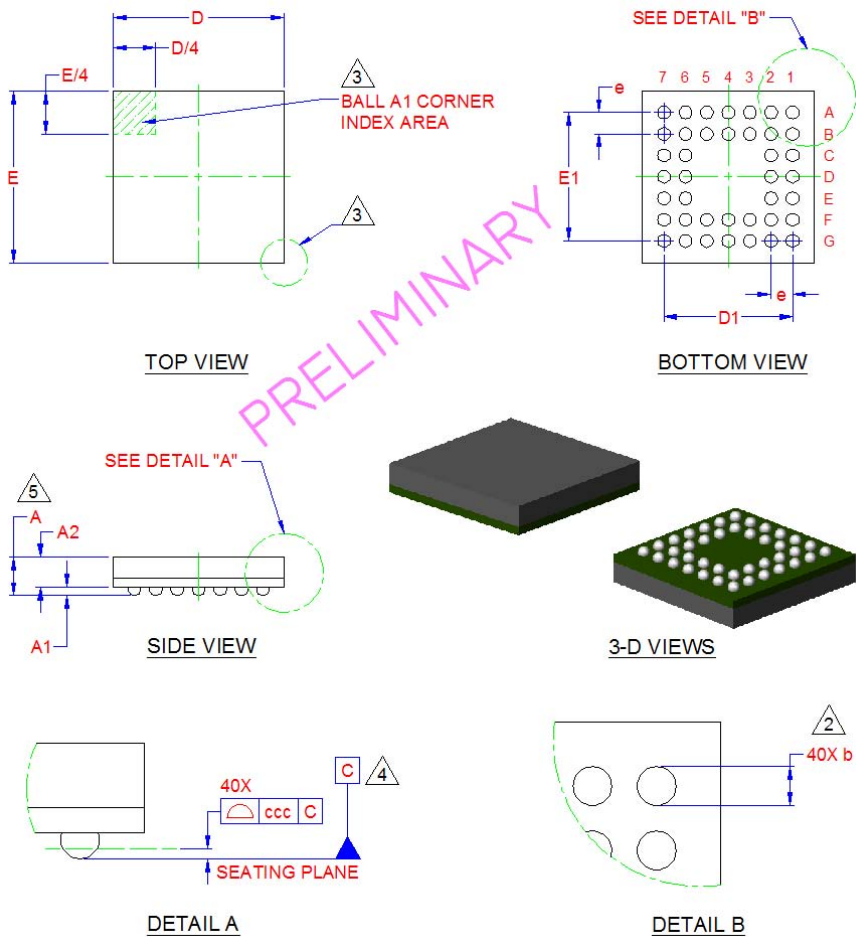 D
SEE DETAIL "B"
D/4
E/4
3
BALL A1 CORNER
INDEX AREA
E
3
TOP VIEW
7 6 5 4 3 2 1
e
A
B
C
D
E
F
G
E1
e
D1
BOTTOM VIEW
PRELIMINARY
SEE DETAIL "A"
5
A
A2
A1
SIDE VIEW
3-D VIEWS
40X
ccc C
C
4
SEATING PLANE
DETAIL A
2
40X b
DETAIL B